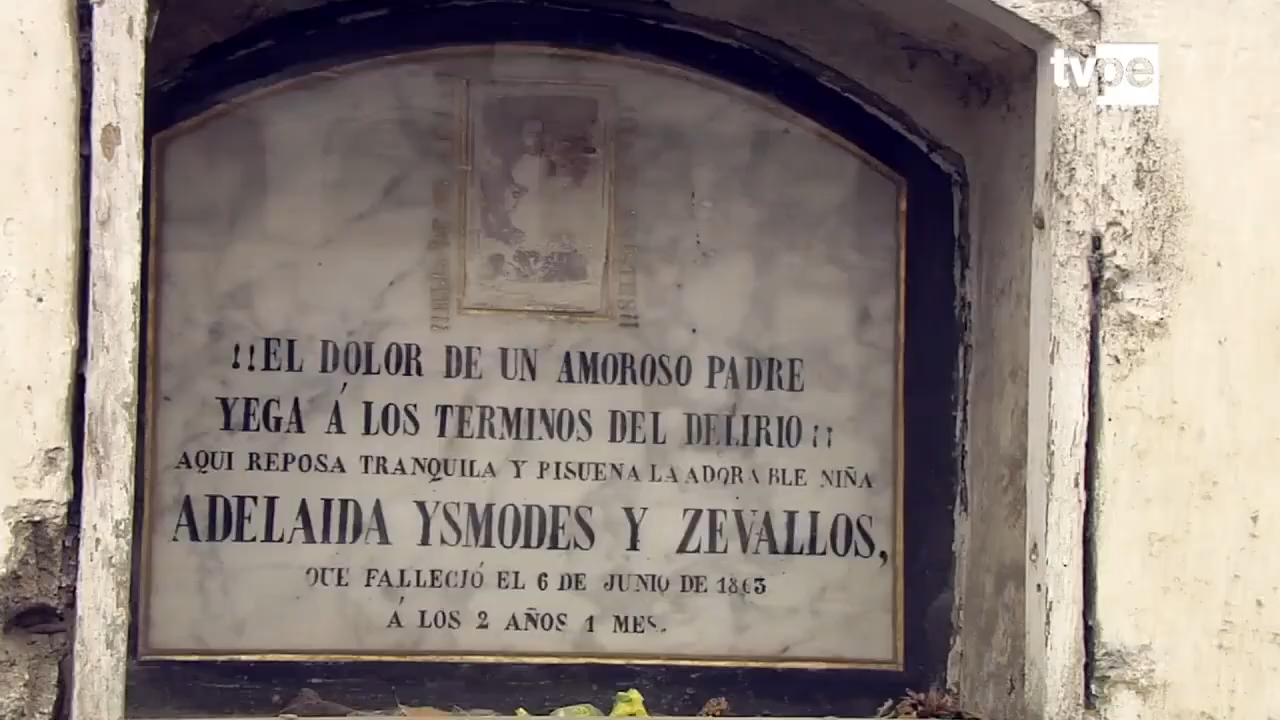 tvpe
!!EL DOLOR DE UN AMOROSO PADRE
YEGA Á LOS TERMINOS DEL DELIRIO!!
AQUI REPOSA TRANQUILA Y PISUENA LA ADORABLE NIÑA
ADELAIDA YSMODES Y ZEVALLOS,
QUE FALLECIÓ EL 6 DE JUNIO DE 1863
Á LOS 2 AÑOS 1 MES.